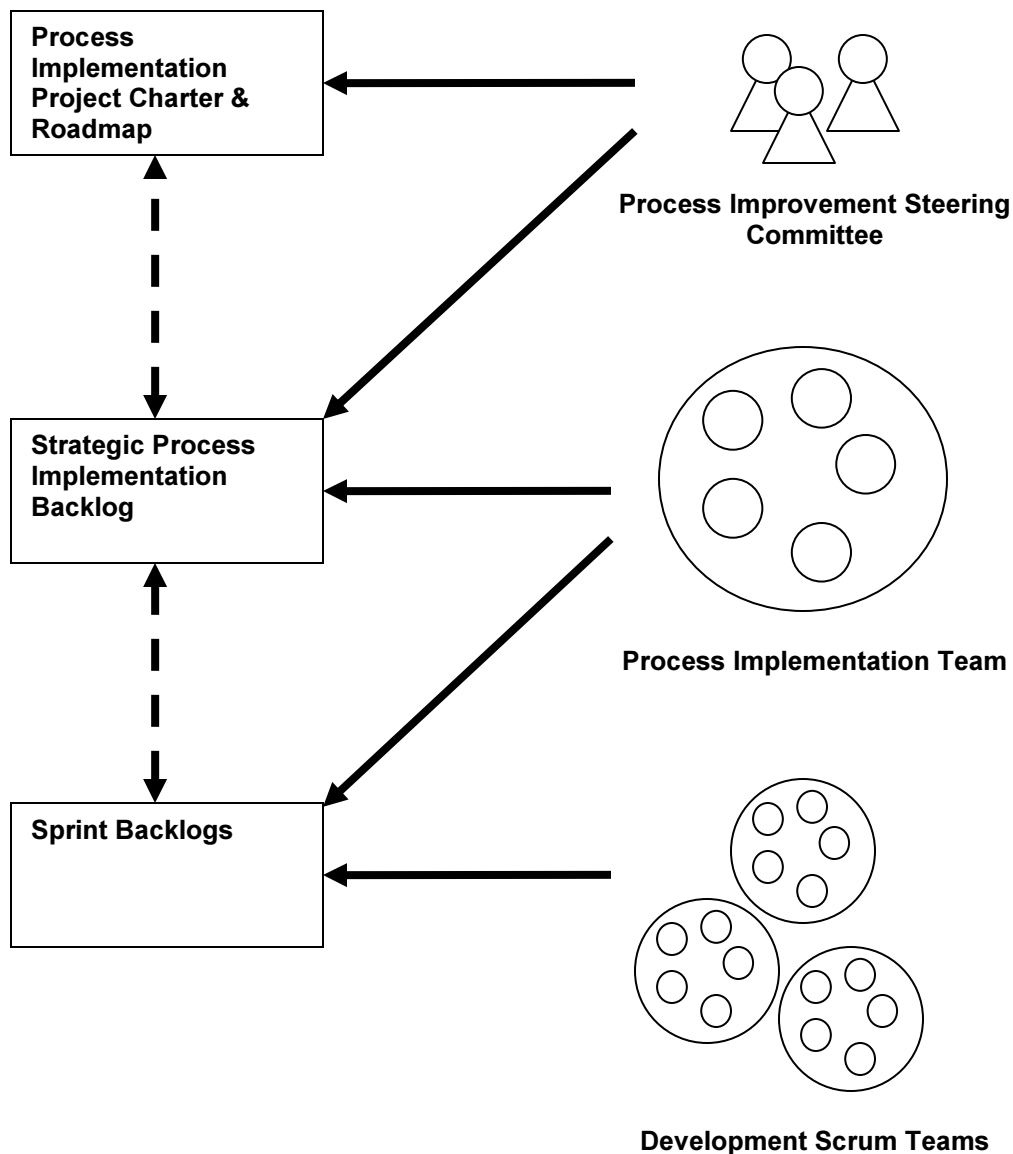 Process
Implementation
Project Charter &
Roadmap
Process Improvement Steering
Committee
Strategic Process
Implementation
Backlog
Process Implementation Team
Sprint Backlogs
Development Scrum Teams